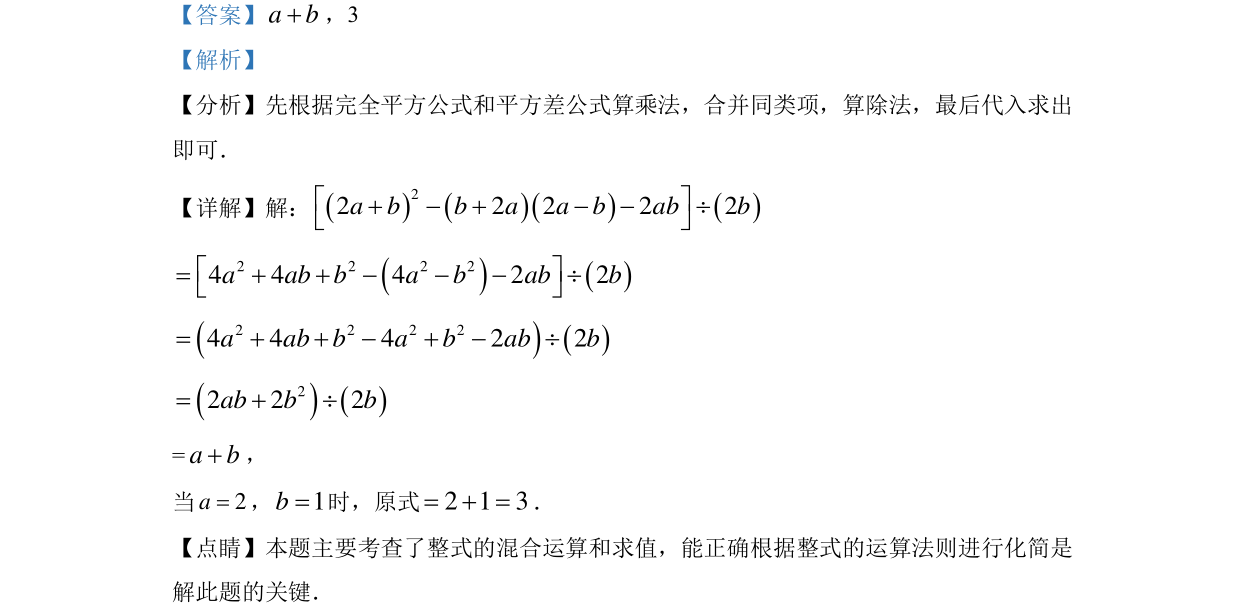 【答案】a+b，3
【解析】
【分析】先根据完全平方公式和平方差公式算乘法，合并同类项，算除法，最后代入求出
即可．
【详解】解：[(2a+b)²−(b+2a)(2a−b)−2ab]÷(2b)
=[4a²+4ab+b²−(4a²−b²)−2ab]÷(2b)
=(4a²+4ab+b²−4a²+b²−2ab)÷(2b)
=(2ab+2b²)÷(2b)
=a+b，
当a=2，b=1时，原式=2+1=3．
【点睛】本题主要考查了整式的混合运算和求值，能正确根据整式的运算法则进行化简是
解此题的关键．